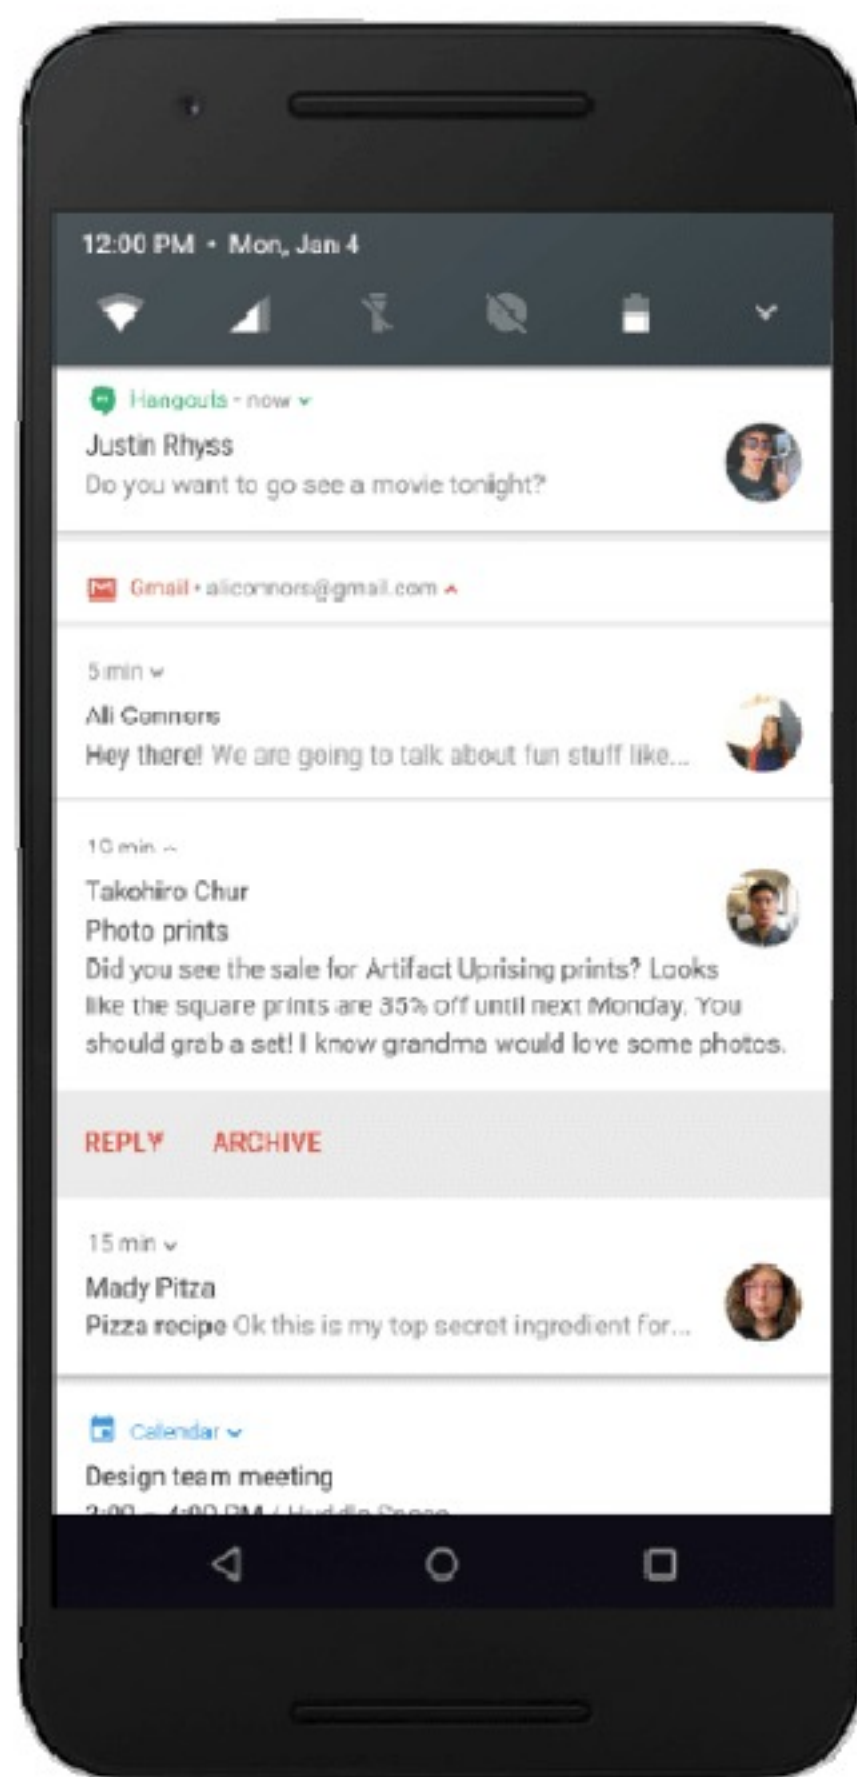 12:00 PM • Mon, Jan 4
Hangouts • now
Justin Rhyss
Do you want to go see a movie tonight?
Gmail • aliconnors@gmail.com
5 min
Ali Connors
Hey there! We are going to talk about fun stuff like...
10 min
Takohiro Chur
Photo prints
Did you see the sale for Artifact Uprising prints? Looks
like the square prints are 35% off until next Monday. You
should grab a set! I know grandma would love some photos.
REPLY ARCHIVE
15 min
Mady Pitza
Pizza recipe Ok this is my top secret ingredient for...
Calendar
Design team meeting
4:00 PM /